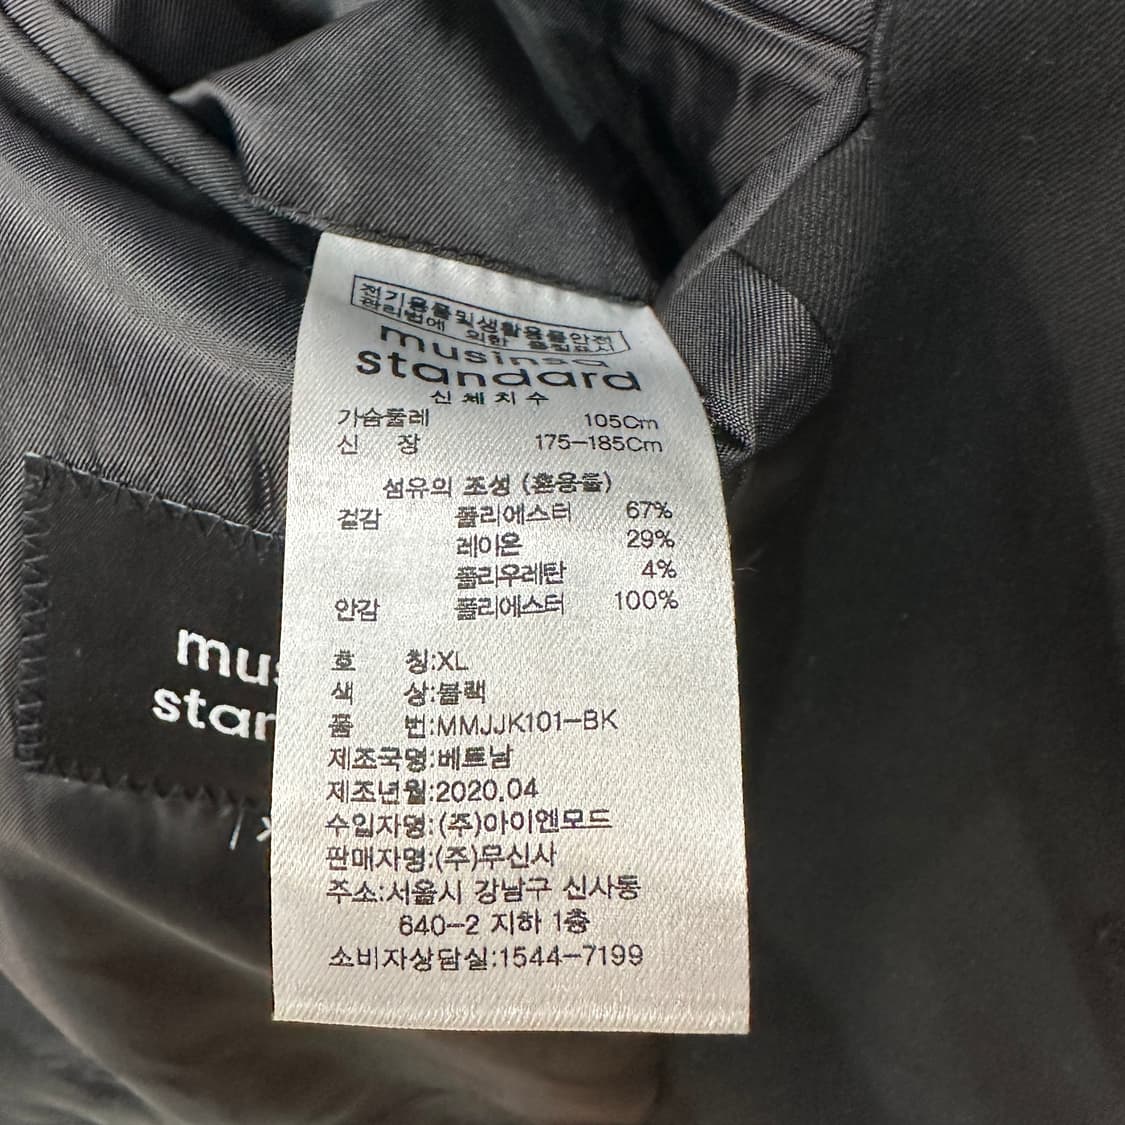 전기용품및생활용품안전
관리법에 의한 품질표시
musinsa
standard
신체치수
가슴둘레 105Cm
신 장 175-185Cm
섬유의 조성 (혼용률)
겉감 폴리에스터 67%
레이온 29%
폴리우레탄 4%
안감 폴리에스터 100%
호 칭:XL
색 상:블랙
품 번:MMJJK101-BK
제조국명:베트남
제조년월:2020.04
수입자명:(주)아이엔모드
판매자명:(주)무신사
주소:서울시 강남구 신사동
640-2 지하 1층
소비자상담실:1544-7199
mus
stan